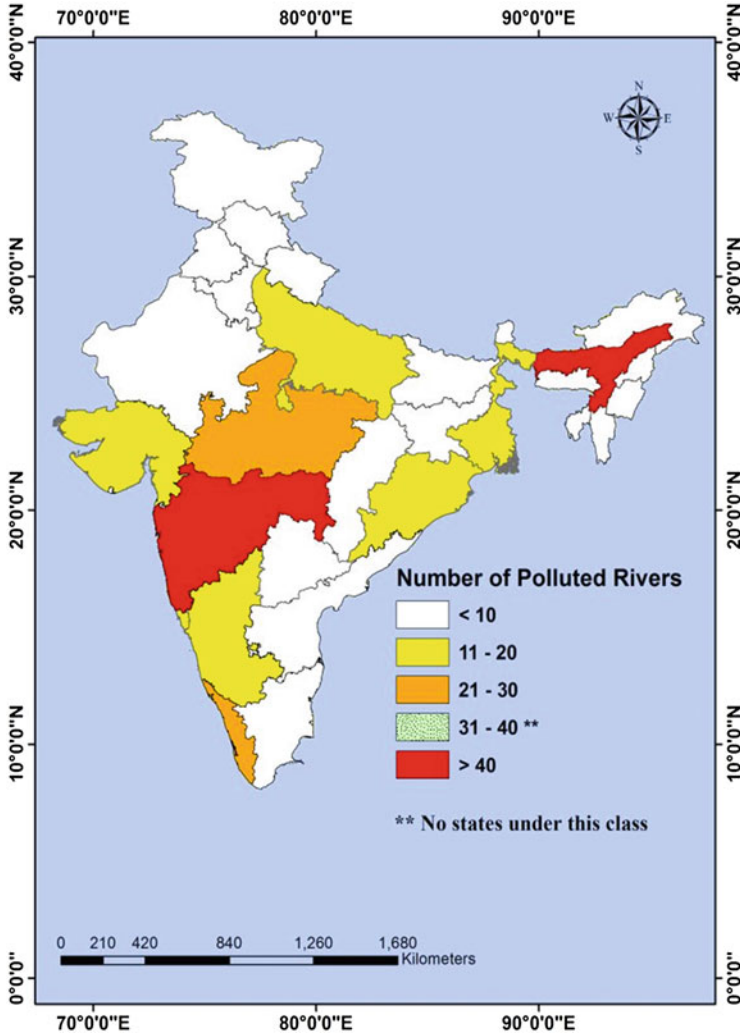 70°0'0"E 80°0'0"E 90°0'0"E
40°0'0"N 40°0'0"N
N
W E
S
30°0'0"N 30°0'0"N
20°0'0"N 20°0'0"N
Number of Polluted Rivers
< 10
11 - 20
21 - 30
31 - 40 **
> 40
10°0'0"N 10°0'0"N
** No states under this class
0 210 420 840 1,260 1,680
Kilometers
0°0'0" 0°0'0"
70°0'0"E 80°0'0"E 90°0'0"E